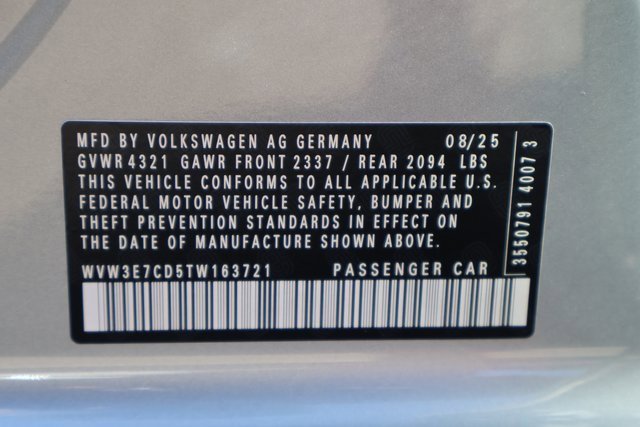 MFD BY VOLKSWAGEN AG GERMANY 08/25
GVWR 4321 GAWR FRONT 2337 / REAR 2094 LBS
THIS VEHICLE CONFORMS TO ALL APPLICABLE U.S.
FEDERAL MOTOR VEHICLE SAFETY, BUMPER AND
THEFT PREVENTION STANDARDS IN EFFECT ON
THE DATE OF MANUFACTURE SHOWN ABOVE.
WVW3E7CD5TW163721 PASSENGER CAR
3550791 4007 3